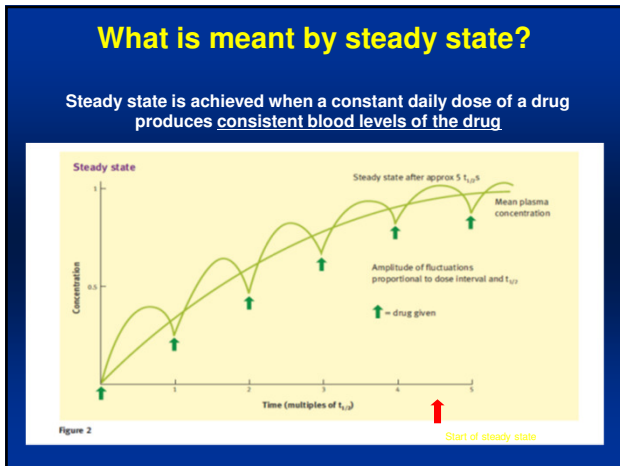 What is meant by steady state?
Steady state is achieved when a constant daily dose of a drug
produces consistent blood levels of the drug
Steady state
Steady state after approx 5 t1/2s
1
Mean plasma
concentration
Concentration
0.5
Amplitude of fluctuations
proportional to dose interval and t1/2
= drug given
1 2 3 4 5
Time (multiples of t1/2)
Figure 2
Start of steady state